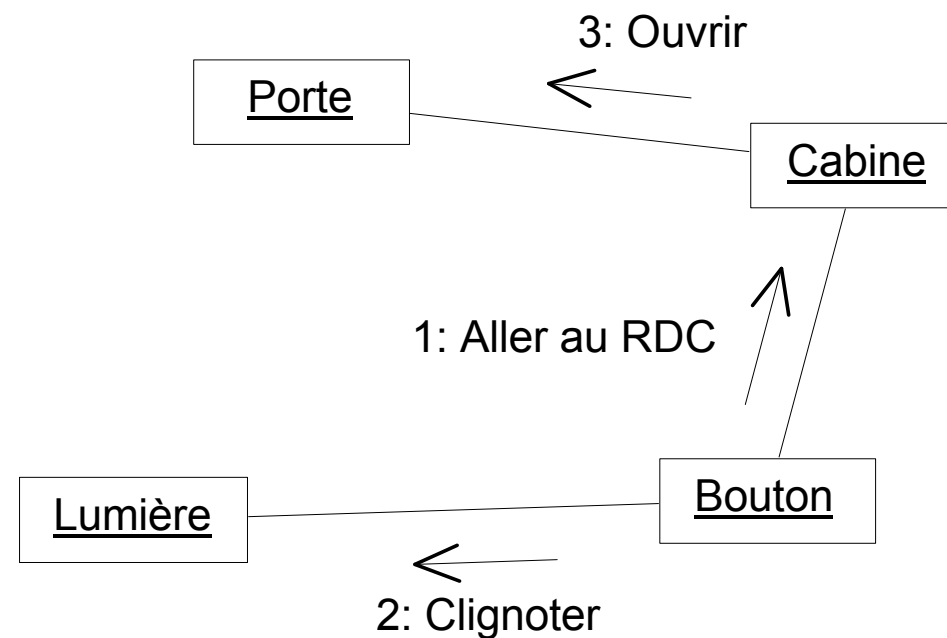 3: Ouvrir
Porte
Cabine
1: Aller au RDC
Lumière
Bouton
2: Clignoter